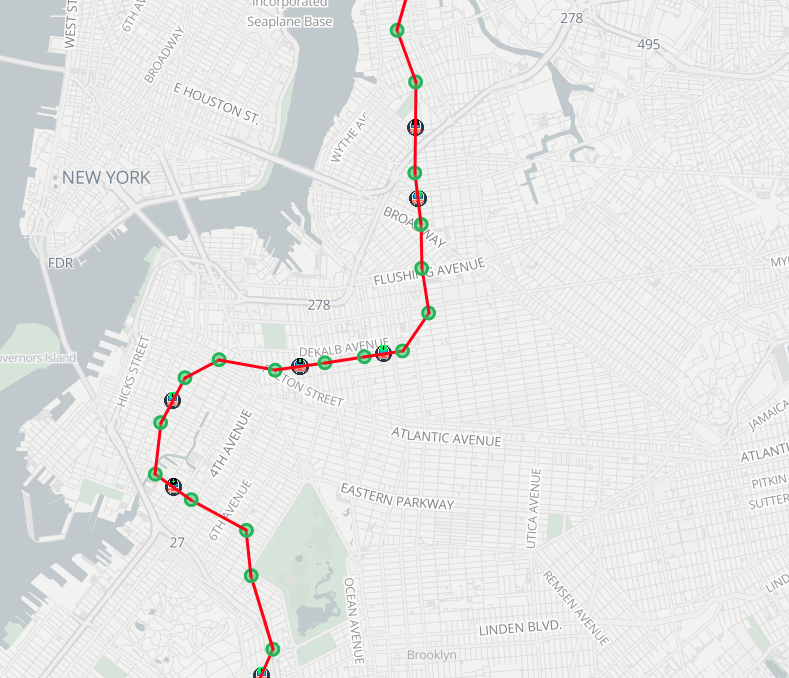 Incorporated
Seaplane Base
WEST ST
6TH AV
BROADWAY
278
495
E HOUSTON ST.
WYTHE AV
NEW YORK
BROADWAY
FDR
FLUSHING AVENUE
MY
278
HICKS STREET
DEKALB AVENUE
overnors Island
TON STREET
JAMAICA
4TH AVENUE
ATLANTIC AVENUE
ATLANTI
EASTERN PARKWAY
UTICA AVENUE
PITKIN
SUTTER
6TH AVENUE
27
OCEAN AVENUE
REMSEN AVENUE
LIND
LINDEN BLVD.
Brooklyn